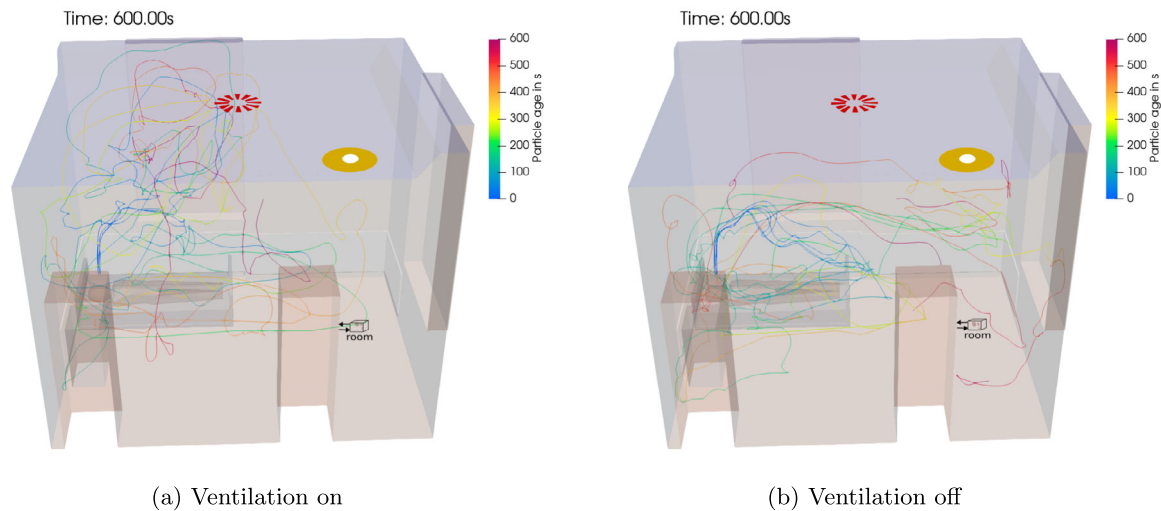 Time: 600.00s
600
500
400
300
200
100
0
Particle age in s
room
(a) Ventilation on
Time: 600.00s
600
500
400
300
200
100
0
Particle age in s
room
(b) Ventilation off